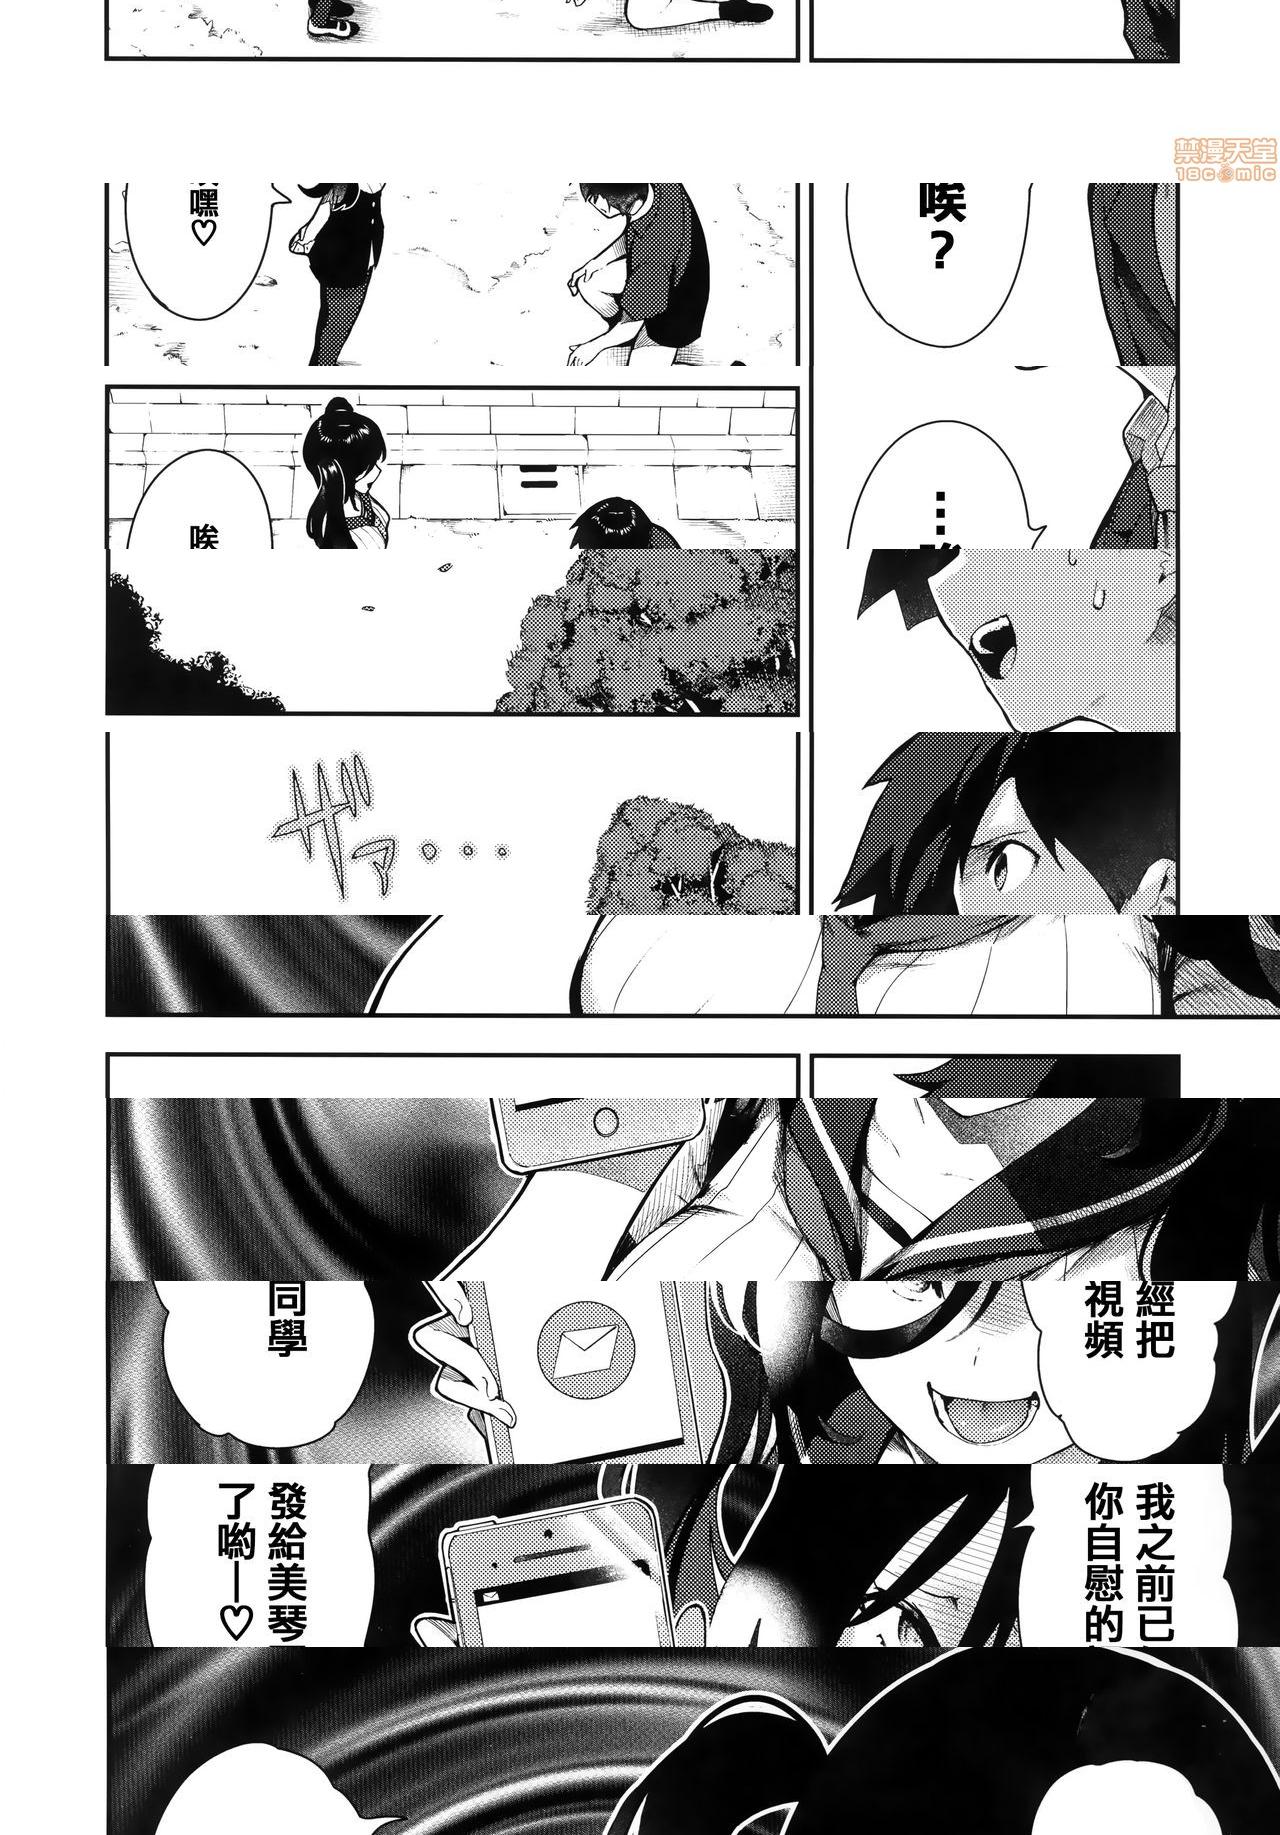 禁漫天堂
18comic
唉？
…
嘿♡
唉
ザァ・・・
我之前已
經把
你自慰的
視頻
發給美琴
同學
了喲—♡